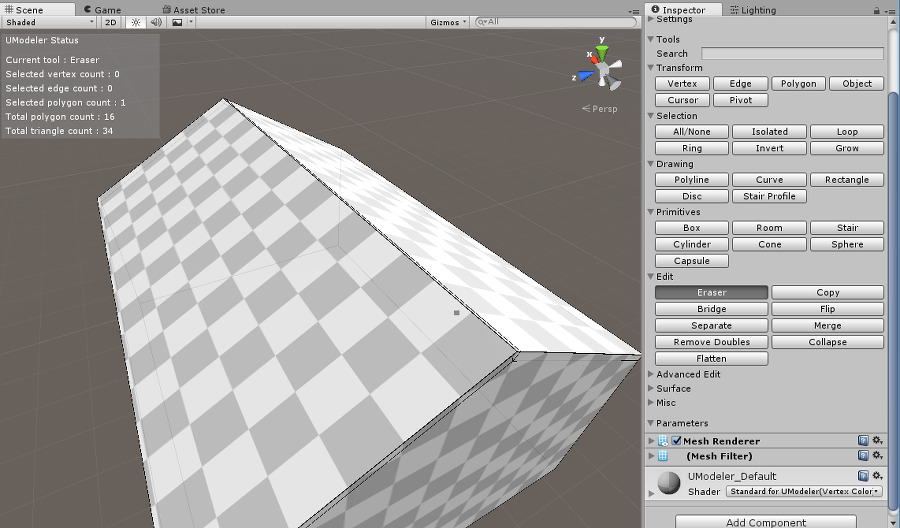 Scene
Game
Asset Store
Shaded
2D
Gizmos
All
UModeler Status
Current tool : Eraser
Selected vertex count : 0
Selected edge count : 0
Selected polygon count : 1
Total polygon count : 16
Total triangle count : 34
y
x
z
Persp
Inspector
Lighting
Settings
Tools
Search
Transform
Vertex Edge Polygon Object
Cursor Pivot
Selection
All/None Isolated Loop
Ring Invert Grow
Drawing
Polyline Curve Rectangle
Disc Stair Profile
Primitives
Box Room Stair
Cylinder Cone Sphere
Capsule
Edit
Eraser Copy
Bridge Flip
Separate Merge
Remove Doubles Collapse
Flatten
Advanced Edit
Surface
Misc
Parameters
Mesh Renderer
(Mesh Filter)
UModeler_Default
Shader Standard for UModeler(Vertex Color
Add Component